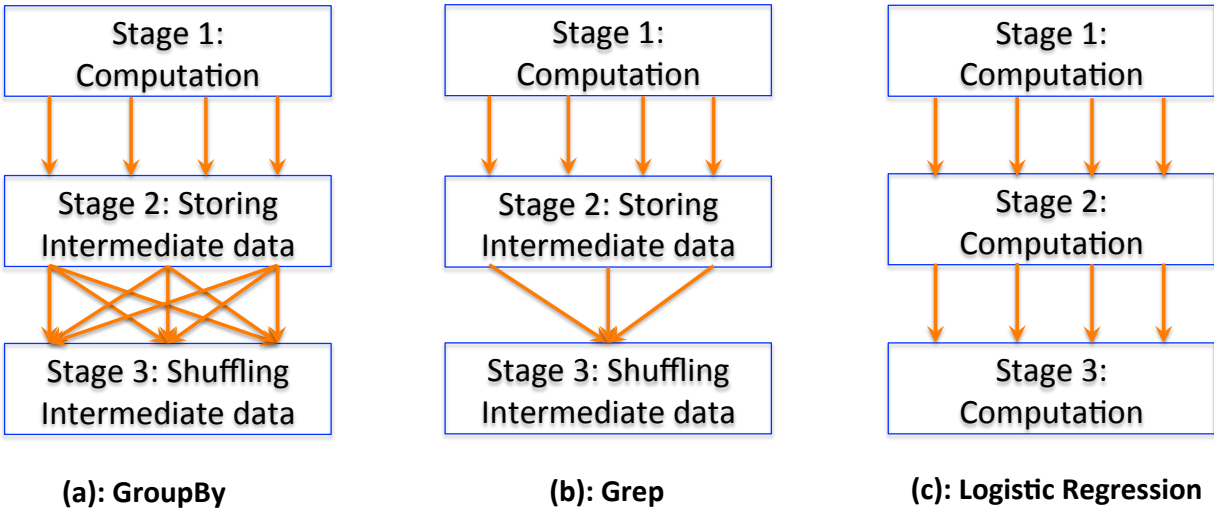 Stage 1:
Computation
Stage 2: Storing
Intermediate data
Stage 3: Shuffling
Intermediate data
(a): GroupBy
Stage 1:
Computation
Stage 2: Storing
Intermediate data
Stage 3: Shuffling
Intermediate data
(b): Grep
Stage 1:
Computation
Stage 2:
Computation
Stage 3:
Computation
(c): Logistic Regression